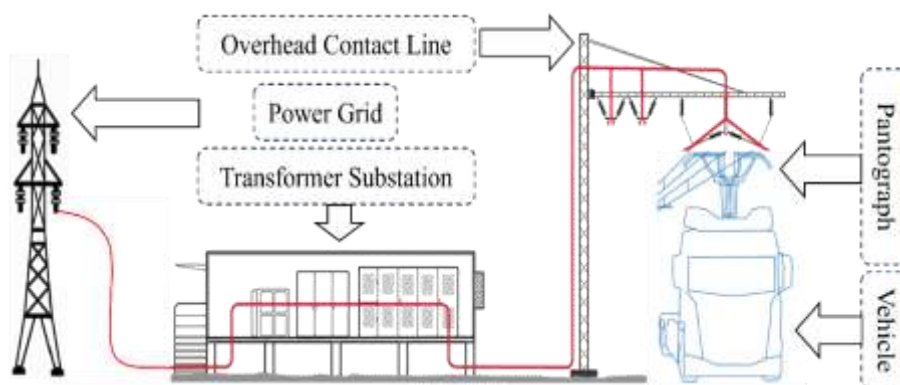 Overhead Contact Line
Power Grid
Transformer Substation
Pantograph
Vehicle